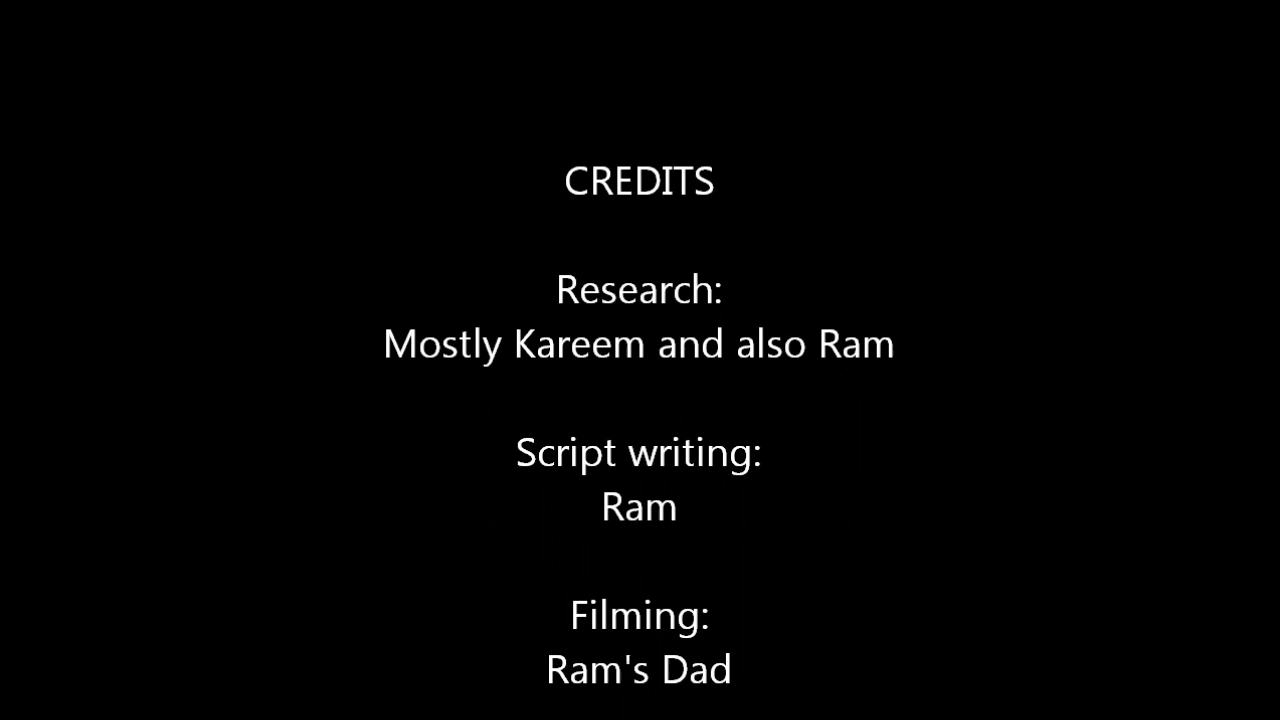 CREDITS
Research:
Mostly Kareem and also Ram
Script writing:
Ram
Filming:
Ram's Dad